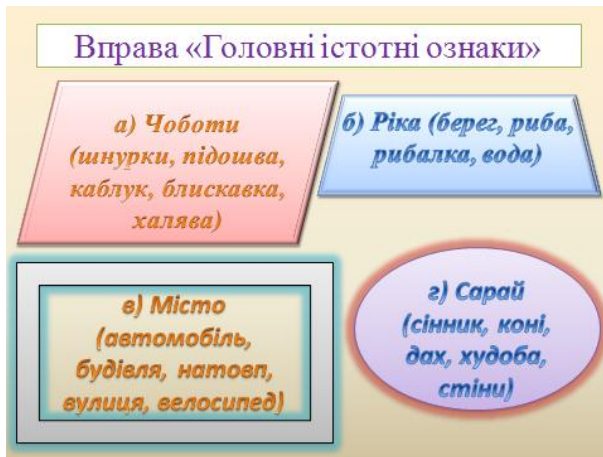 Вправа «Головні істотні ознаки»
а) Чоботи
(шнурки, підошва,
каблук, блискавка,
халява)
б) Ріка (берег, риба,
рибалка, вода)
в) Місто
(автомобіль,
будівля, натовп,
вулиця, велосипед)
г) Сарай
(сінник, коні,
дах, худоба,
стіни)